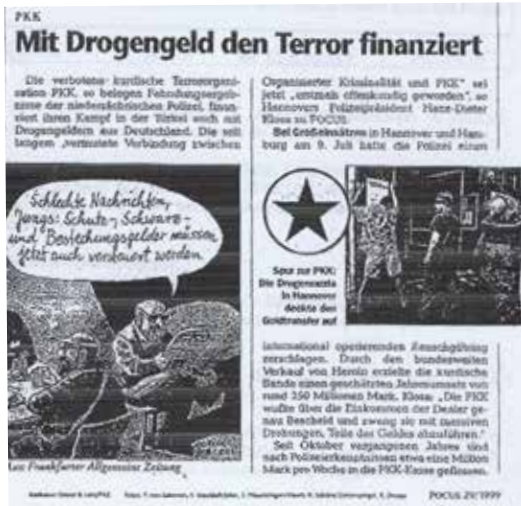 PKK
Mit Drogengeld den Terror finanziert
Die verbotene kurdische Terrororgani-
sation PKK, so belegen Fahndungsergeb-
nisse der niedersächsischen Polizei, finan-
ziert ihren Kampf in der Türkei auch mit
Drogengeldern aus Deutschland. Die seit
langem „vermutete Verbindung zwischen
Schlechte Nachrichten,
Jungs: Schutz-, Schwarz-
und Bestechungsgelder müssen
jetzt auch versteuert werden
Aus: Frankfurter Allgemeine Zeitung
Organisierter Kriminalität und PKK“ sei
jetzt „erstmals offenkundig geworden“, so
Hannovers Polizeipräsident Hans-Dieter
Klosa zu FOCUS.
Bei Großeinsätzen in Hannover und Ham-
burg am 9. Juli hatte die Polizei einen
Spur zur PKK:
Die Drogenrazzia
in Hannover
deckte den
Geldtransfer auf
international operierenden Rauschgiftring
zerschlagen. Durch den bundesweiten
Verkauf von Heroin erzielte die kurdische
Bande einen geschätzten Jahresumsatz von
rund 350 Millionen Mark. Klosa: „Die PKK
wußte über die Einkommen der Dealer ge-
nau Bescheid und zwang sie mit massiven
Drohungen, Teile des Geldes abzuführen.“
Seit Oktober vergangenen Jahres sind
nach Polizeierkenntnissen etwa eine Million
Mark pro Woche in die PKK-Kasse geflossen.
FOCUS 29/1999